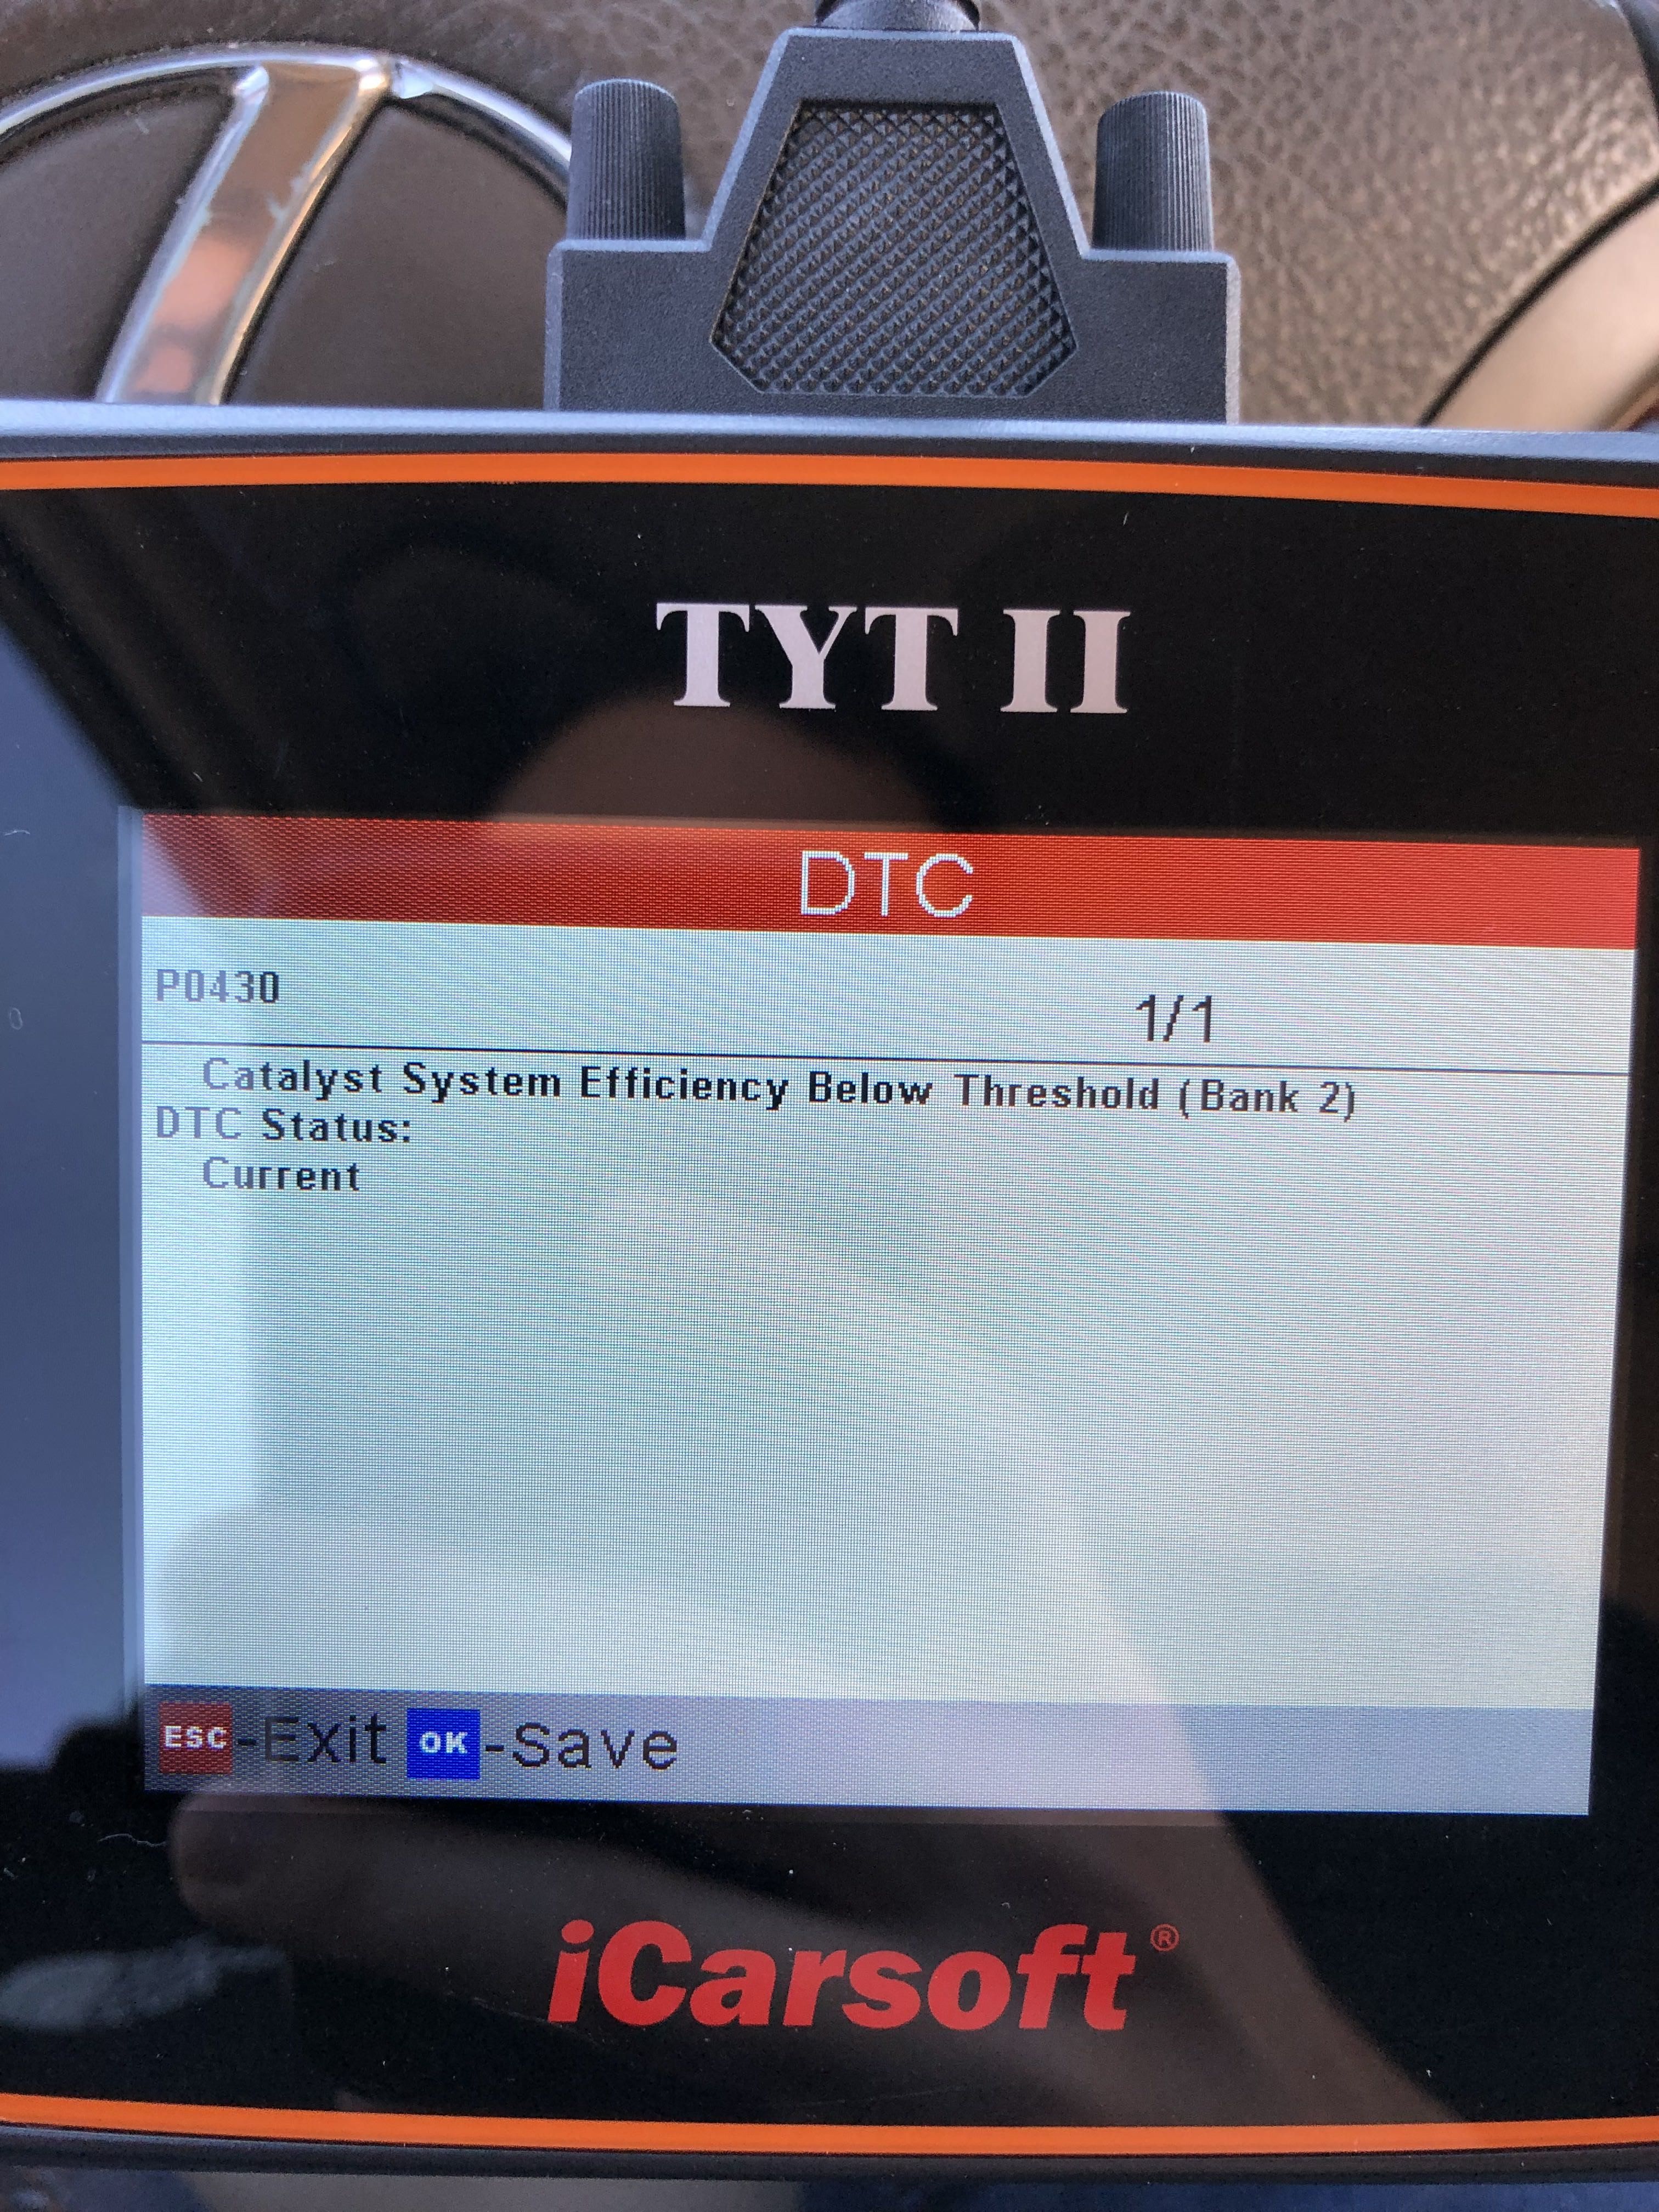 TYT II
DTC
P0430
1/1
Catalyst System Efficiency Below Threshold (Bank 2)
DTC Status:
Current
ESC-Exit OK-Save
iCarsoft®